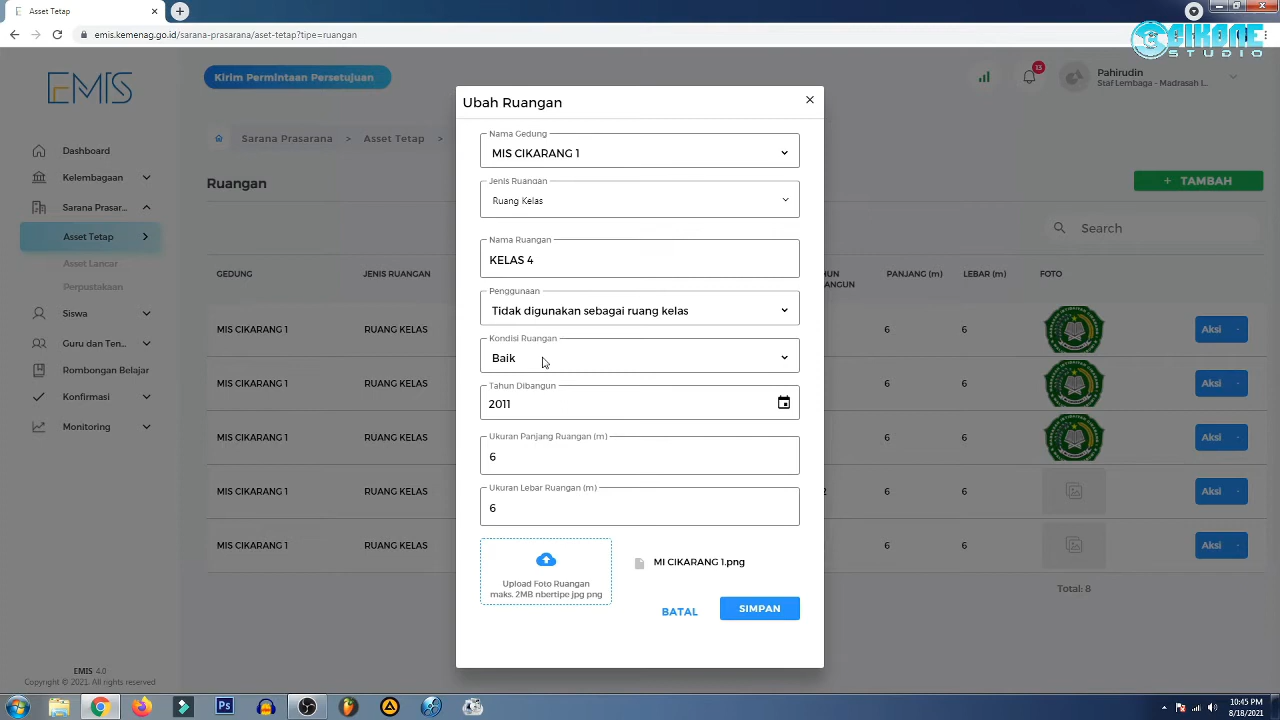 Asset Tetap
emis.kemenag.go.id/sarana-prasarana/aset-tetap?tipe=ruangan
CIKANE
STUDIO
EMIS
Kirim Permintaan Persetujuan
13
Pahirudin
Staf Lembaga - Madrasah I...
Ubah Ruangan
Sarana Prasarana > Asset Tetap >
Dashboard
Kelembagaan
Sarana Prasar...
Asset Tetap
Asset Lancar
Perpustakaan
Siswa
Guru dan Ten...
Rombongan Belajar
Konfirmasi
Monitoring
EMIS 4.0
Copyright © 2021. All rights reserved
Ruangan
+ TAMBAH
Search
GEDUNG JENIS RUANGAN PANJANG (m) LEBAR (m) FOTO
MIS CIKARANG 1 RUANG KELAS 6 6 Aksi
MIS CIKARANG 1 RUANG KELAS 6 6 Aksi
MIS CIKARANG 1 RUANG KELAS 6 6 Aksi
MIS CIKARANG 1 RUANG KELAS 6 6 Aksi
MIS CIKARANG 1 RUANG KELAS 6 6 Aksi
Total: 8
Nama Gedung
MIS CIKARANG 1
Jenis Ruangan
Ruang Kelas
Nama Ruangan
KELAS 4
Penggunaan
Tidak digunakan sebagai ruang kelas
Kondisi Ruangan
Baik
Tahun Dibangun
2011
Ukuran Panjang Ruangan (m)
6
Ukuran Lebar Ruangan (m)
6
Upload Foto Ruangan
maks. 2MB nbertipe jpg png
MI CIKARANG 1.png
BATAL
SIMPAN
Ps
10:45 PM
8/18/2021